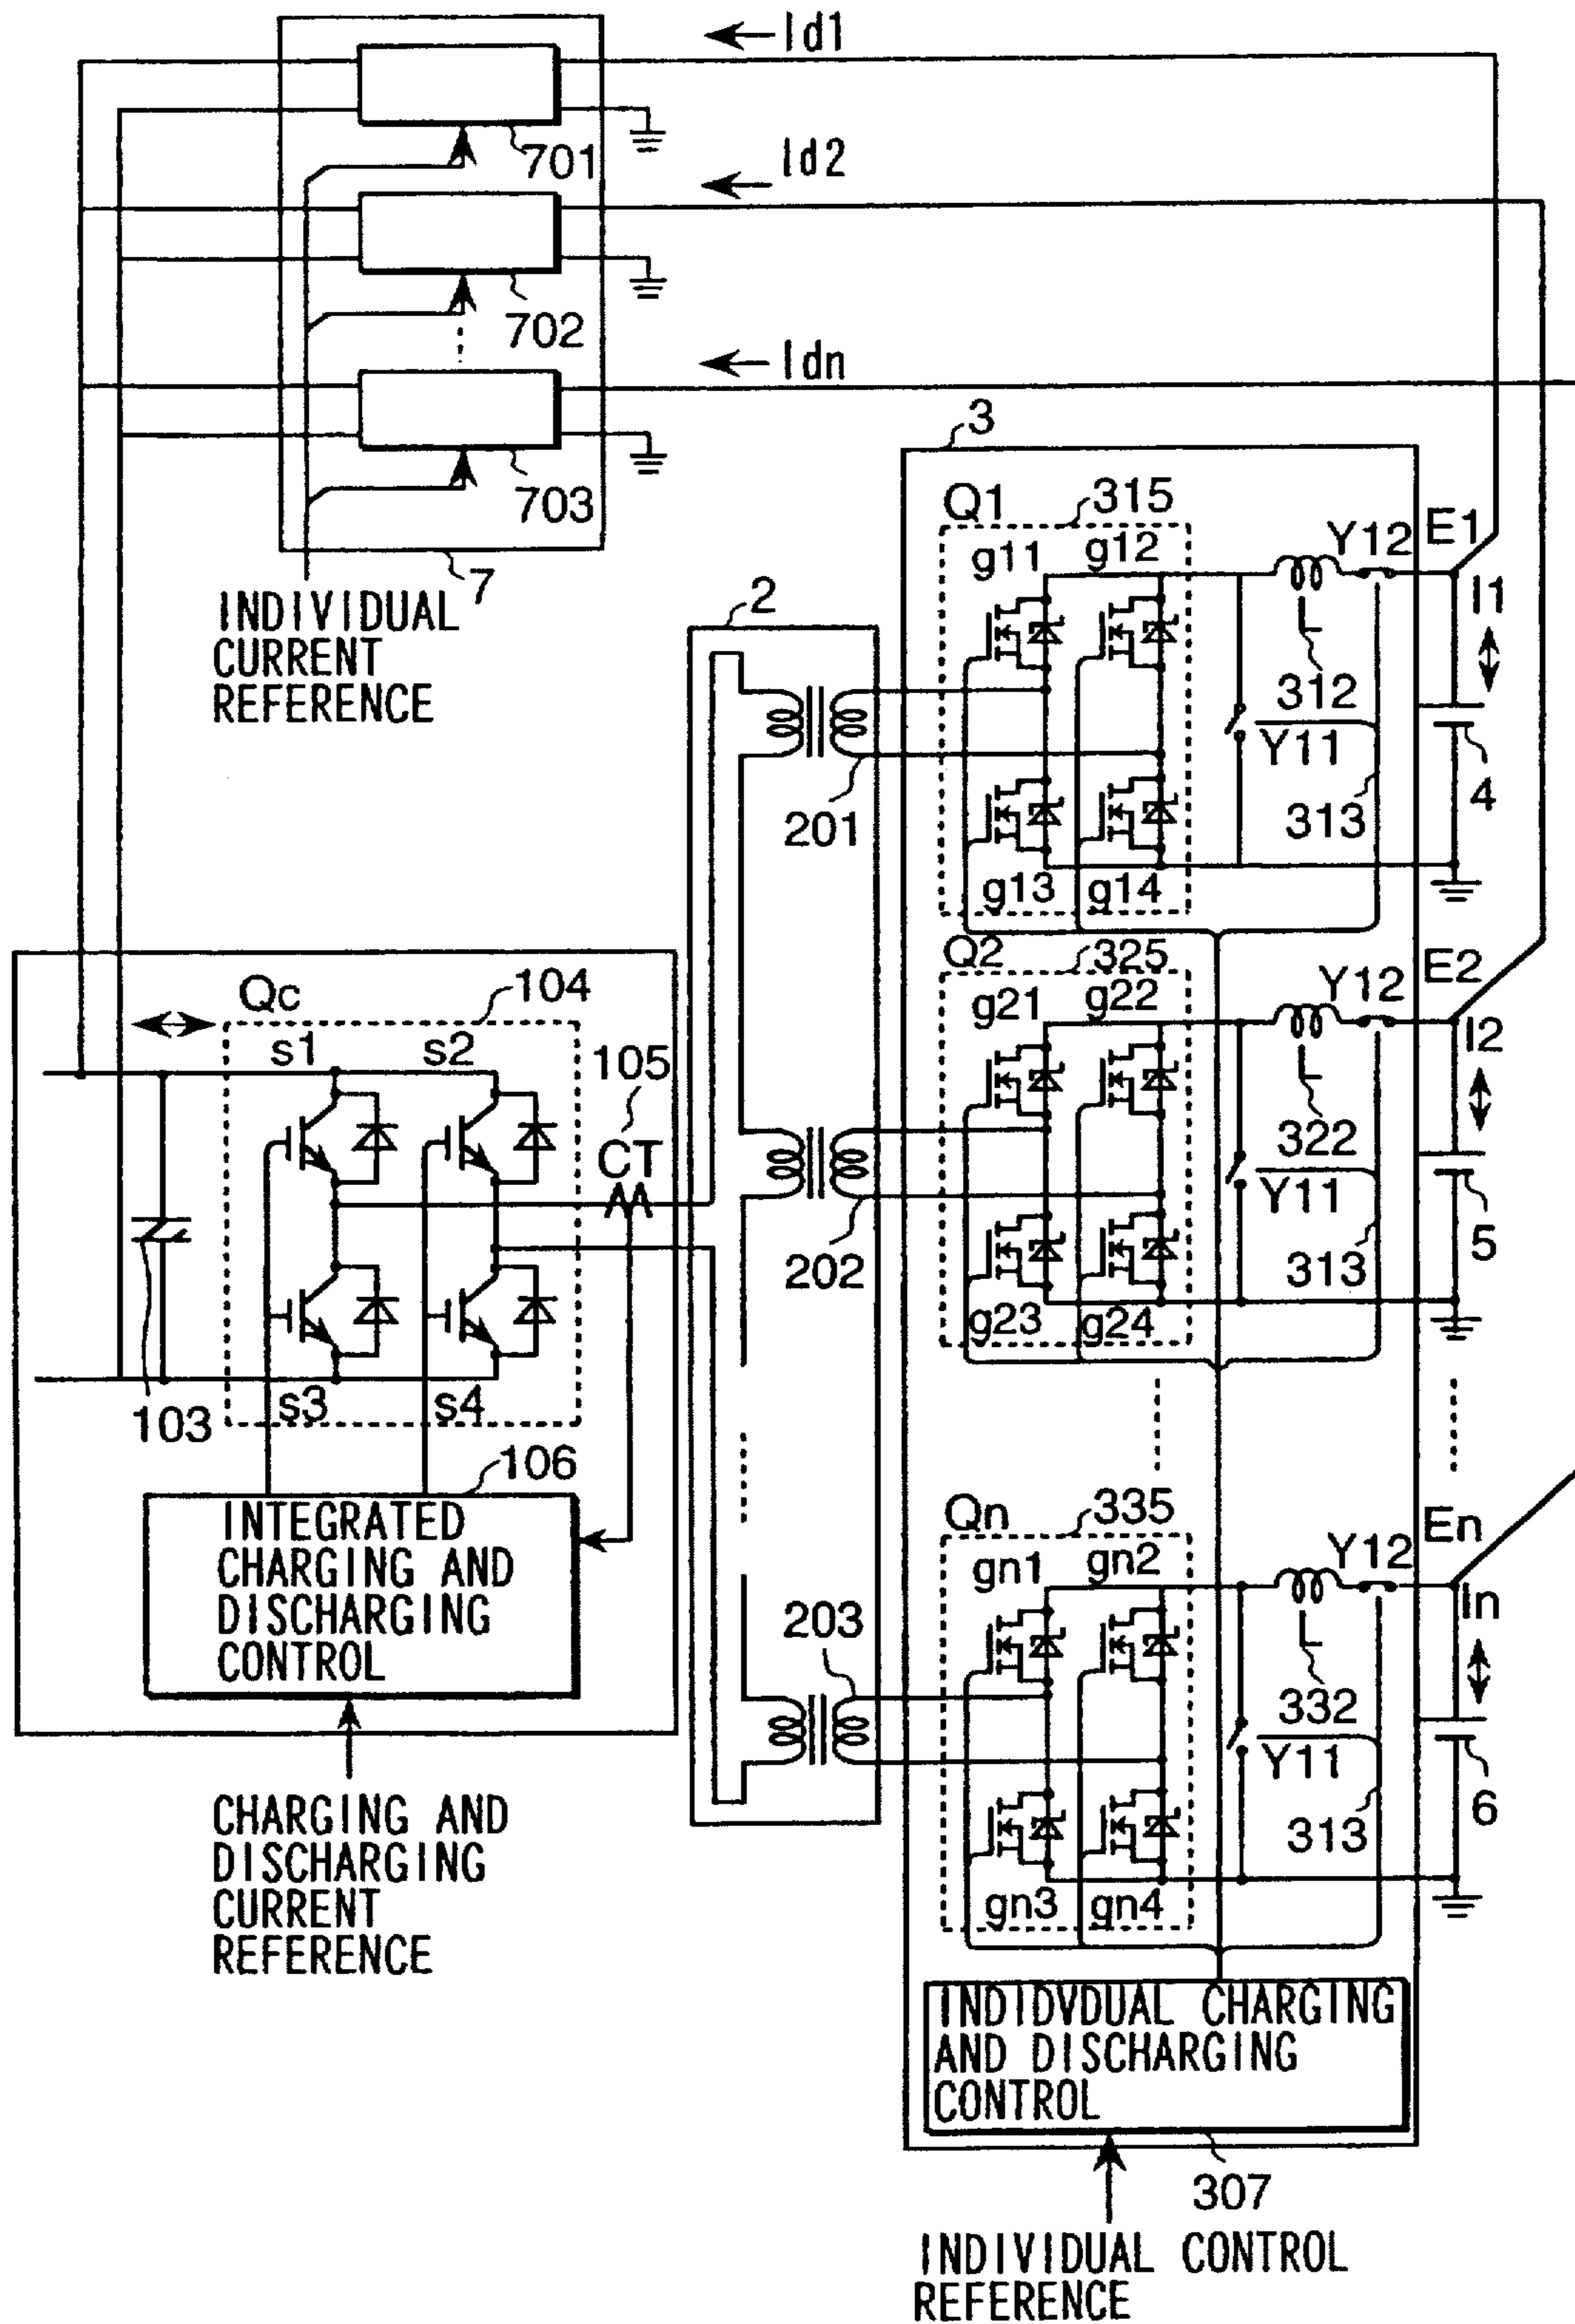 Id1
701
Id2
702
Idn
703
7
INDIVIDUAL
CURRENT
REFERENCE
3
Q1
315
g11
g12
Y12
E1
I1
L
312
Y11
313
4
g13
g14
2
201
Q2
325
g21
g22
Y12
E2
I2
L
322
Y11
313
5
g23
g24
202
Qc
104
s1
s2
105
CT
103
s3
s4
106
INTEGRATED
CHARGING AND
DISCHARGING
CONTROL
CHARGING AND
DISCHARGING
CURRENT
REFERENCE
203
Qn
335
gn1
gn2
Y12
En
In
L
332
Y11
313
6
gn3
gn4
INDIDVDUAL CHARGING
AND DISCHARGING
CONTROL
307
INDIVIDUAL CONTROL
REFERENCE